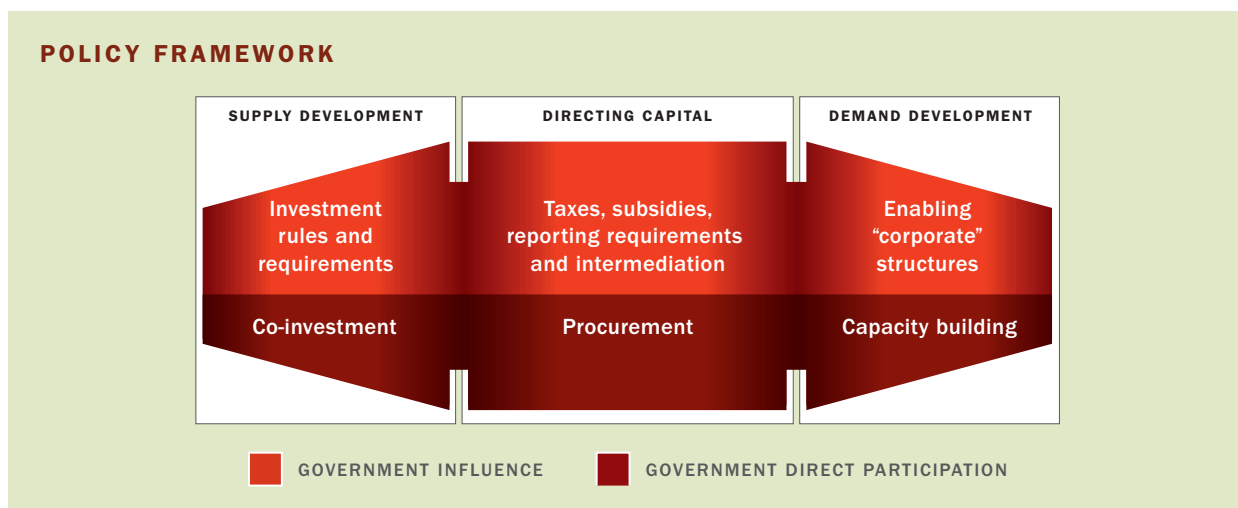 POLICY FRAMEWORK
SUPPLY DEVELOPMENT
Investment
rules and
requirements
Co-investment
DIRECTING CAPITAL
Taxes, subsidies,
reporting requirements
and intermediation
Procurement
DEMAND DEVELOPMENT
Enabling
“corporate”
structures
Capacity building
GOVERNMENT INFLUENCE
GOVERNMENT DIRECT PARTICIPATION